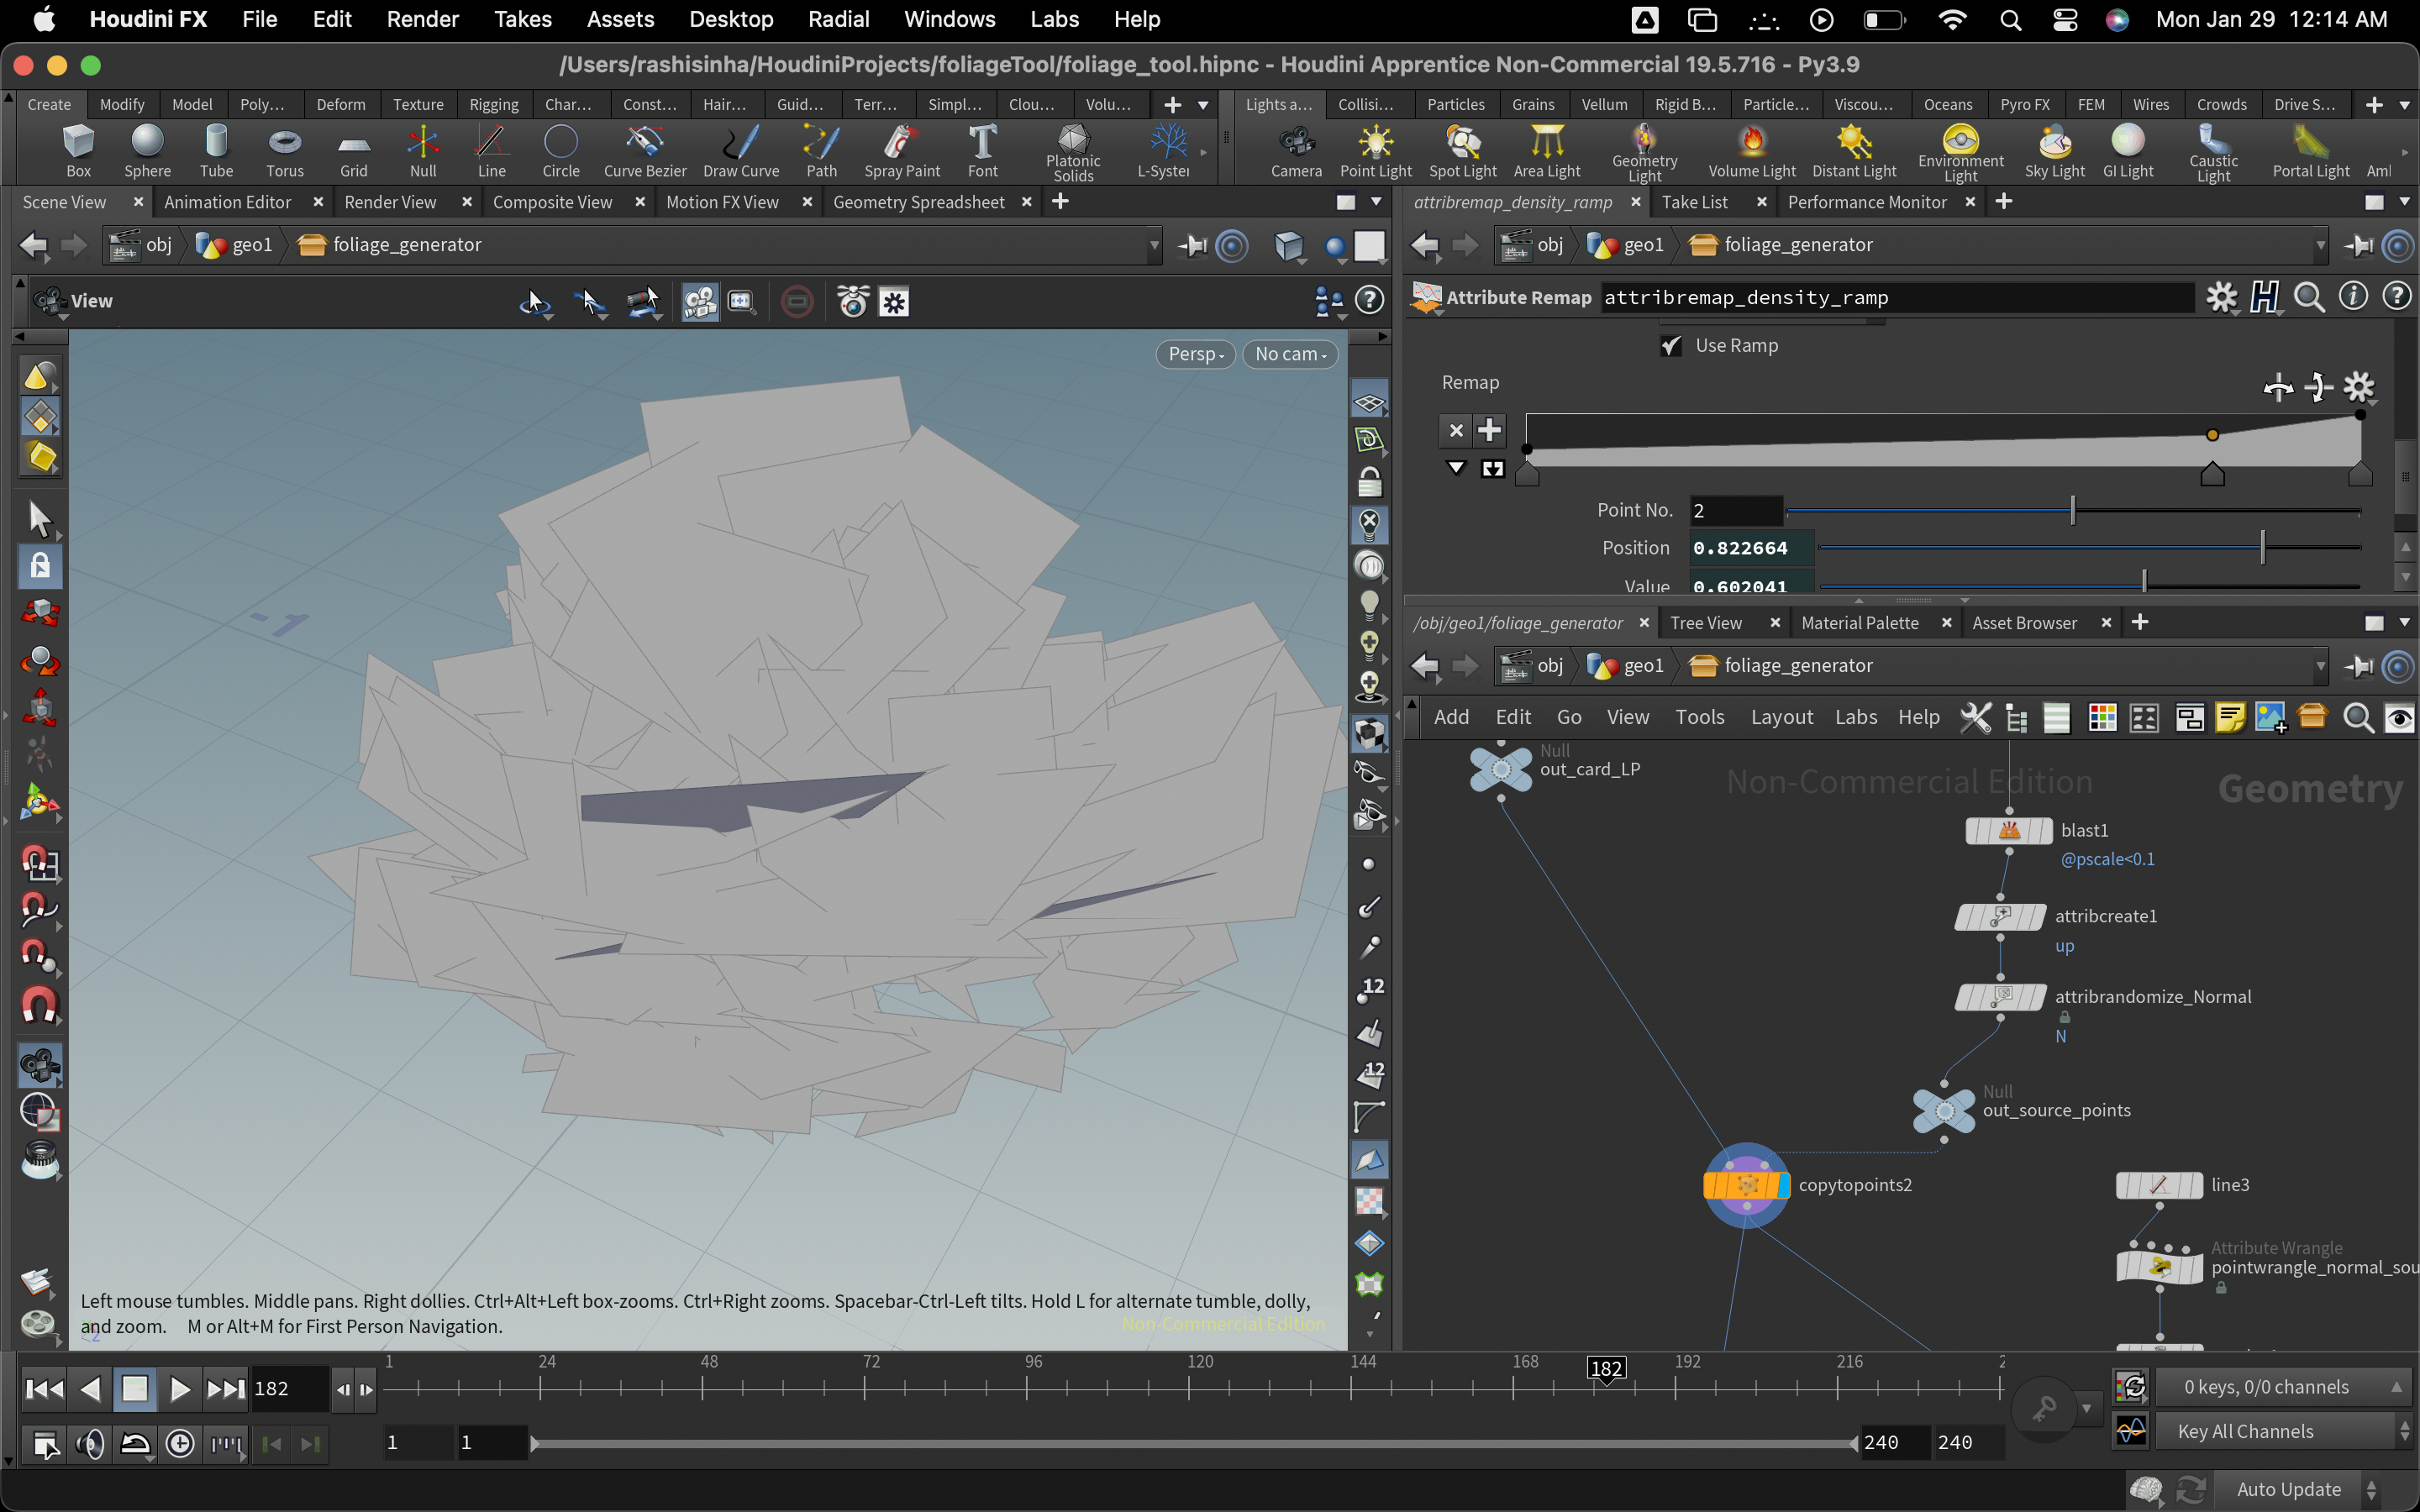 Houdini FX File Edit Render Takes Assets Desktop Radial Windows Labs Help Mon Jan 29 12:14 AM
/Users/rashisinha/HoudiniProjects/foliageTool/foliage_tool.hipnc - Houdini Apprentice Non-Commercial 19.5.716 - Py3.9
Create Modify Model Poly... Deform Texture Rigging Char... Const... Hair... Guid... Terr... Simpl... Clou... Volu...
Lights a... Collisi... Particles Grains Vellum Rigid B... Particle... Viscou... Oceans Pyro FX FEM Wires Crowds Drive S...
Box Sphere Tube Torus Grid Null Line Circle Curve Bezier Draw Curve Path Spray Paint Font Platonic Solids L-Syster
Camera Point Light Spot Light Area Light Geometry Light Volume Light Distant Light Environment Light Sky Light GI Light Caustic Light Portal Light Aml
Scene View Animation Editor Render View Composite View Motion FX View Geometry Spreadsheet
attribremap_density_ramp Take List Performance Monitor
obj geo1 foliage_generator
obj geo1 foliage_generator
View
Attribute Remap attribremap_density_ramp
Persp No cam
Use Ramp
Remap
Point No. 2
Position 0.822664
Value 0.602041
-1
/obj/geo1/foliage_generator Tree View Material Palette Asset Browser
obj geo1 foliage_generator
Add Edit Go View Tools Layout Labs Help
Null
out_card_LP
Non-Commercial Edition
Geometry
blast1
@pscale<0.1
attribcreate1
up
attribrandomize_Normal
N
Null
out_source_points
copytopoints2
line3
Attribute Wrangle
pointwrangle_normal_sou
12
12
Left mouse tumbles. Middle pans. Right dollies. Ctrl+Alt+Left box-zooms. Ctrl+Right zooms. Spacebar-Ctrl-Left tilts. Hold L for alternate tumble, dolly,
and zoom. M or Alt+M for First Person Navigation.
Non-Commercial Edition
182
1 24 48 72 96 120 144 168 182 192 216 2
0 keys, 0/0 channels
1 1 240 240
Key All Channels
Auto Update